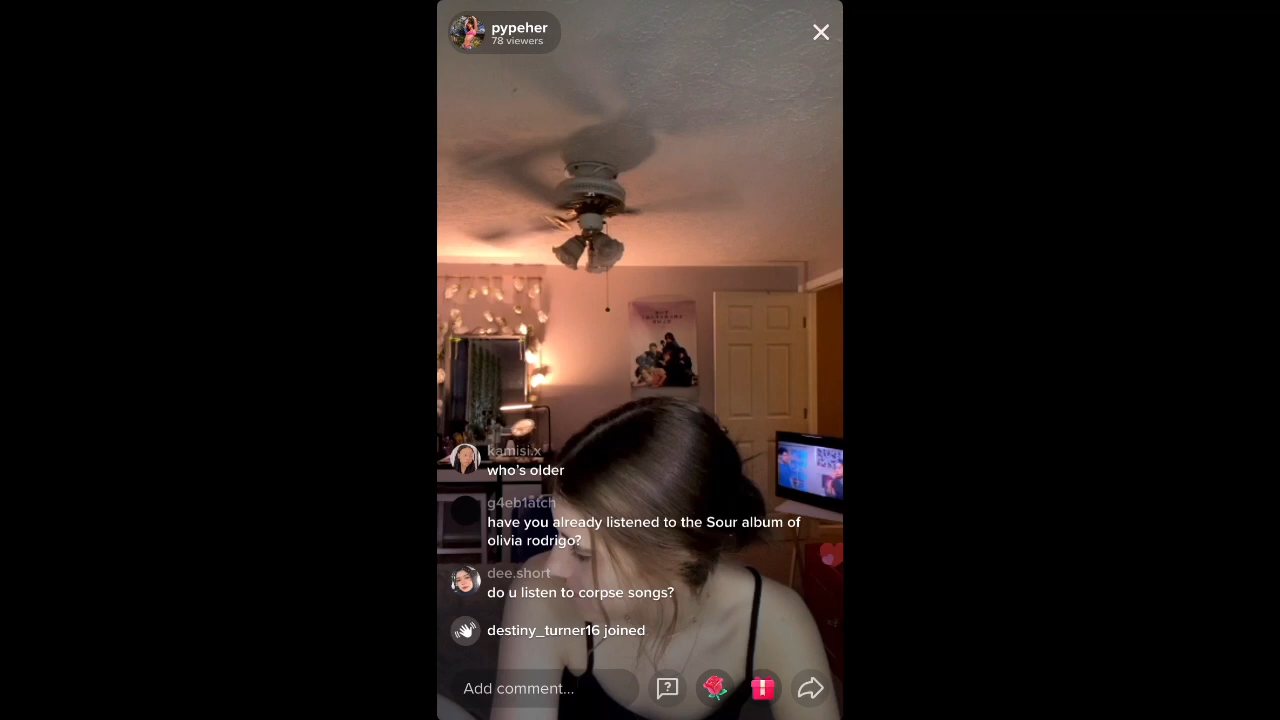 pypeher
78 viewers
kamisi.x
who's older
g4eb1atch
have you already listened to the Sour album of
olivia rodrigo?
dee.short
do u listen to corpse songs?
destiny_turner16 joined
Add comment...